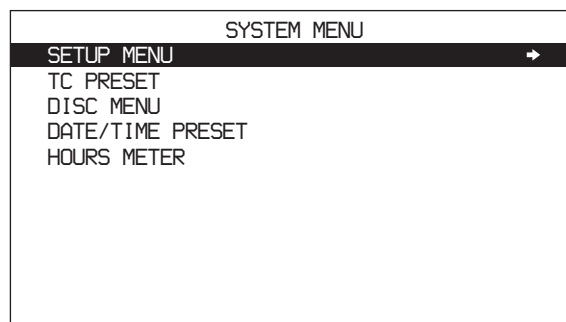 SYSTEM MENU
SETUP MENU
TC PRESET
DISC MENU
DATE/TIME PRESET
HOURS METER